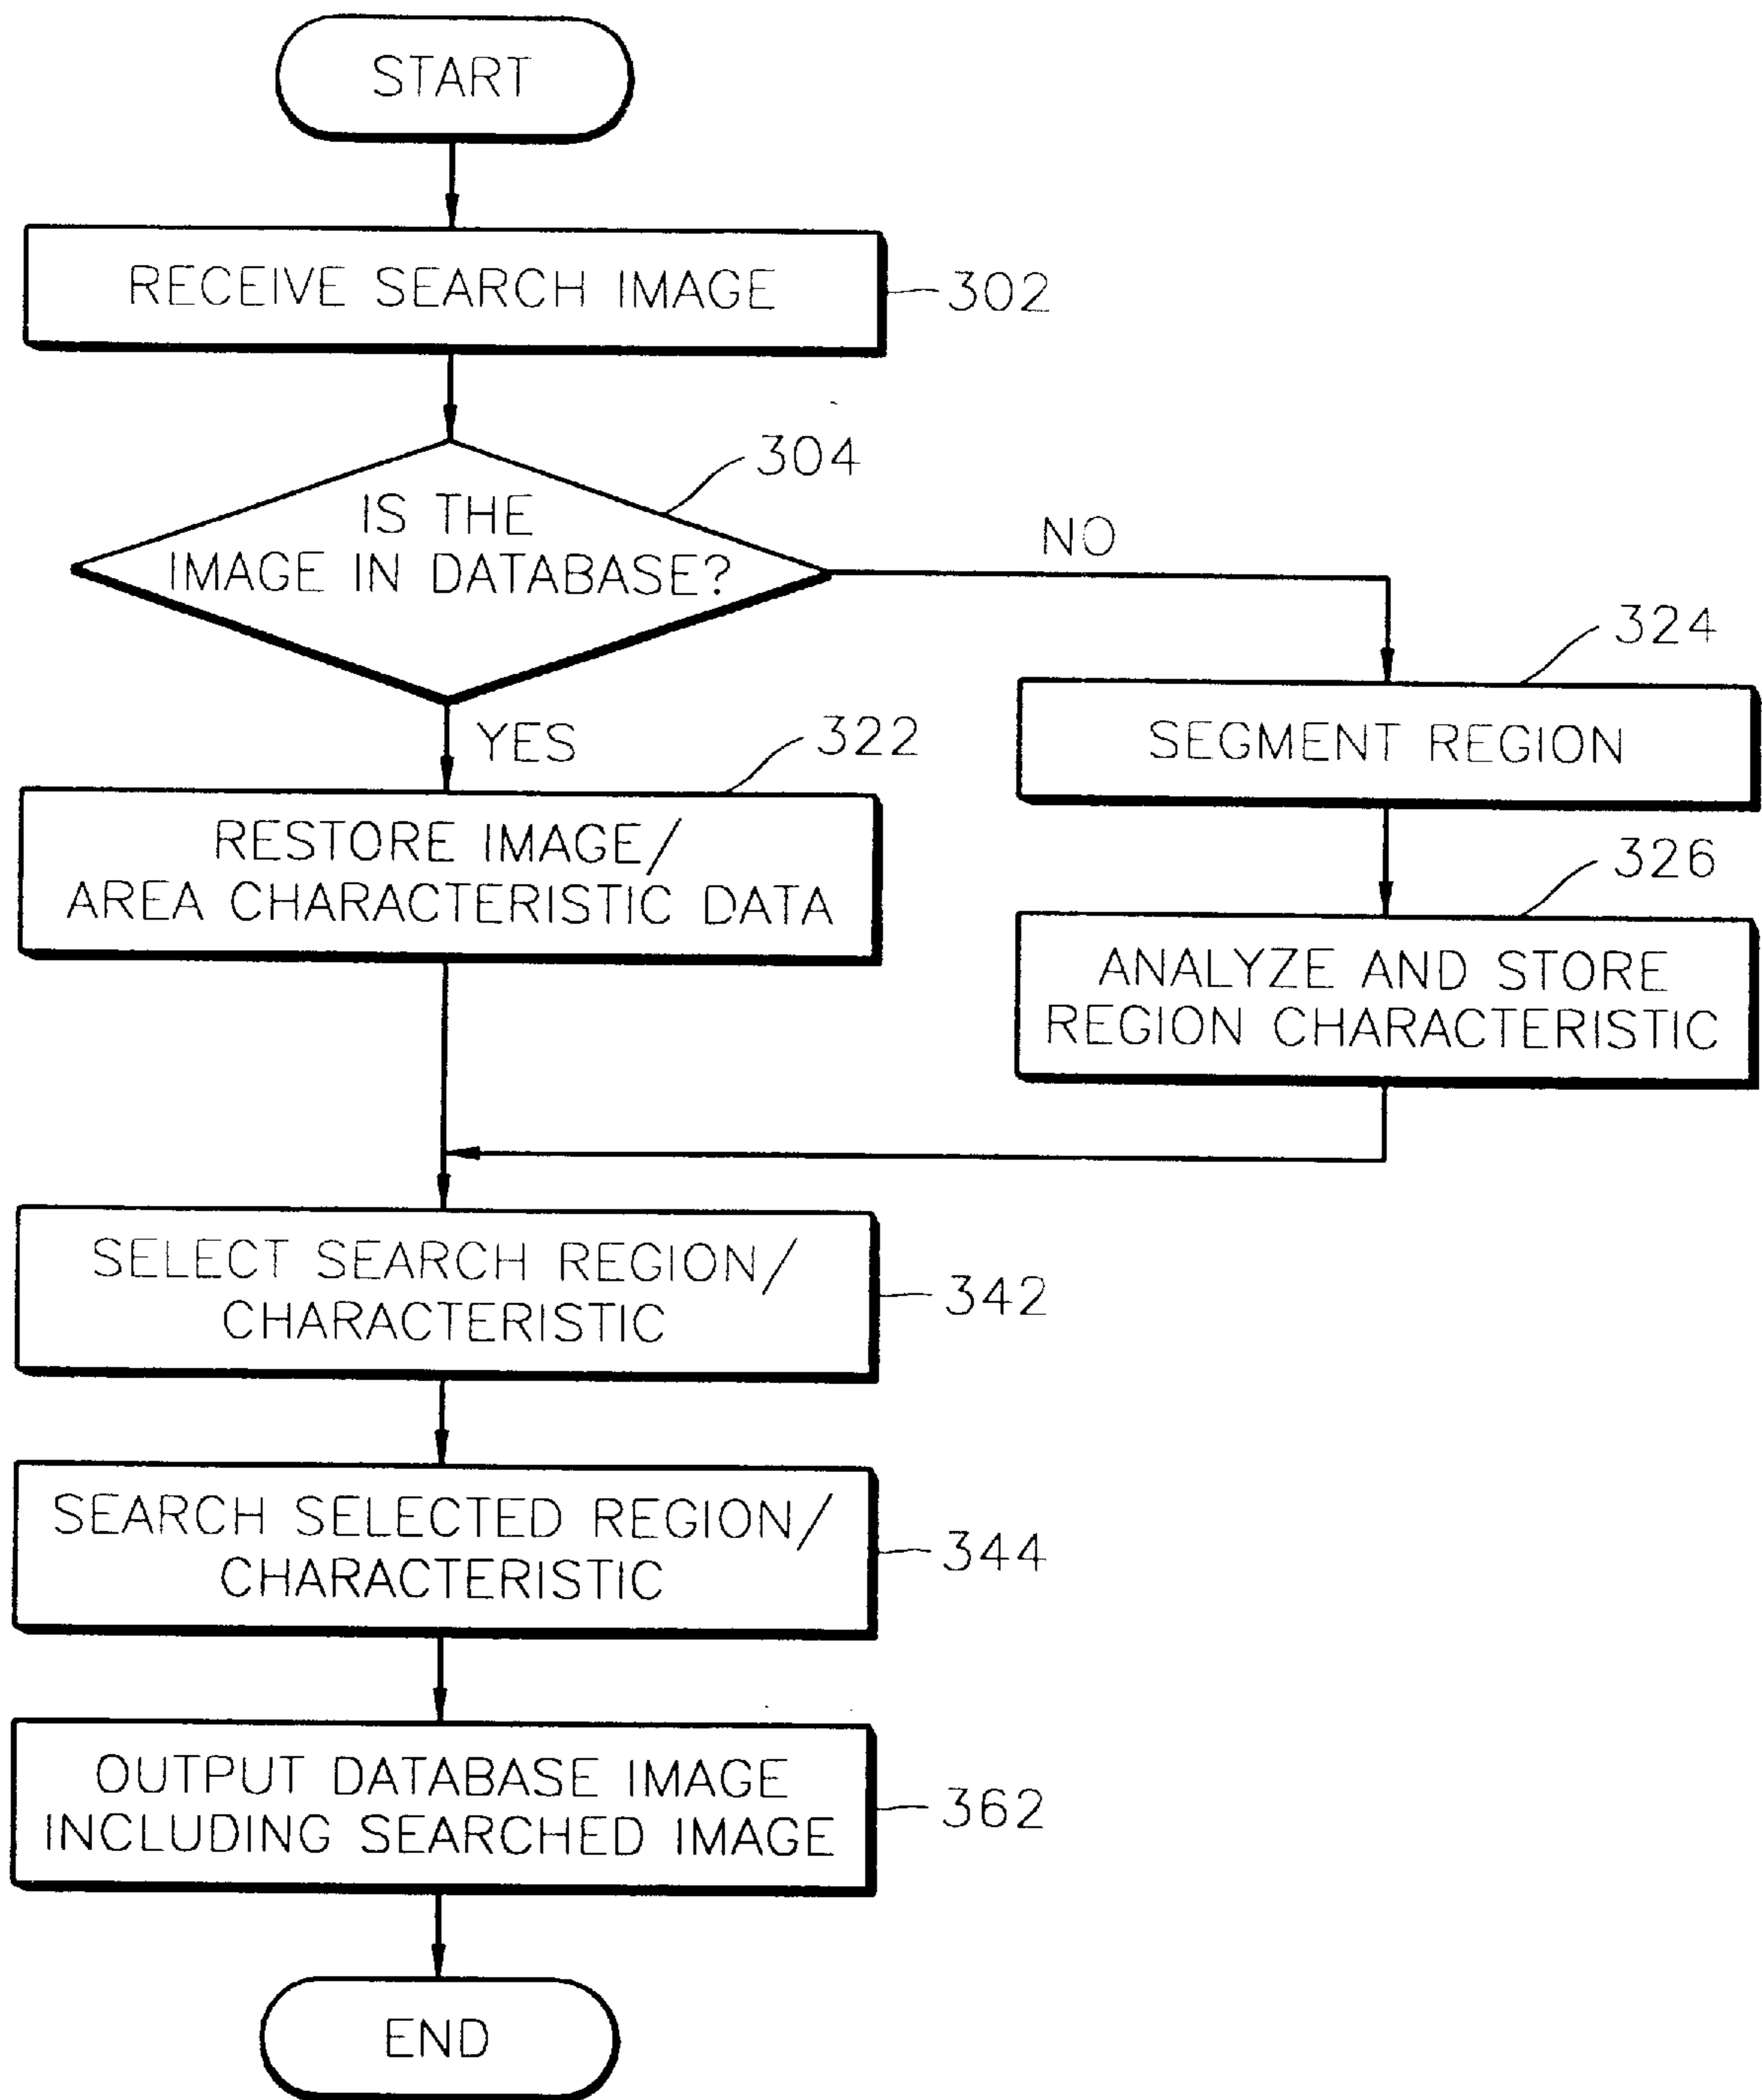 START
RECEIVE SEARCH IMAGE
302
304
IS THE
IMAGE IN DATABASE?
NO
YES
322
RESTORE IMAGE/
AREA CHARACTERISTIC DATA
324
SEGMENT REGION
326
ANALYZE AND STORE
REGION CHARACTERISTIC
SELECT SEARCH REGION/
CHARACTERISTIC
342
SEARCH SELECTED REGION/
CHARACTERISTIC
344
OUTPUT DATABASE IMAGE
INCLUDING SEARCHED IMAGE
362
END